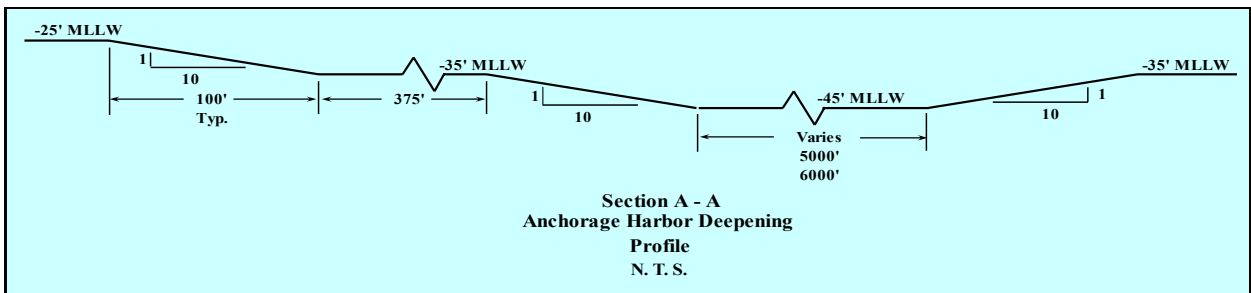 -25' MLLW
1
10
100'
Typ.
375'
-35' MLLW
1
10
-45' MLLW
Varies
5000'
6000'
-35' MLLW
1
10
Section A - A
Anchorage Harbor Deepening
Profile
N. T. S.